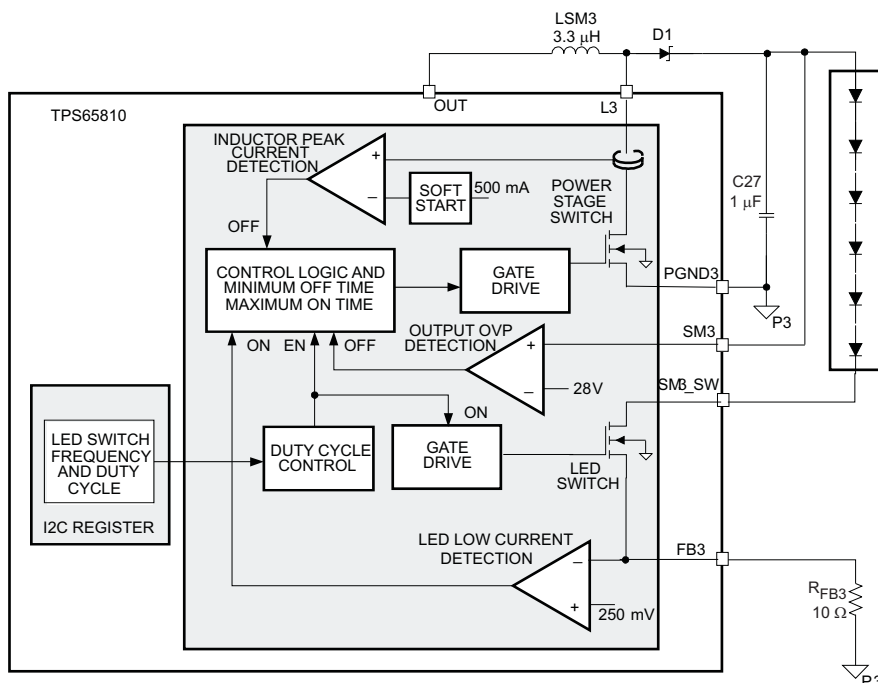 LSM3
3.3 μH
D1
OUT
L3
TPS65810
INDUCTOR PEAK
CURRENT
DETECTION
+
–
SOFT
START
500 mA
POWER
STAGE
SWITCH
C27
1 μF
OFF
CONTROL LOGIC AND
MINIMUM OFF TIME
MAXIMUM ON TIME
GATE
DRIVE
PGND3
P3
ON
EN
OFF
OUTPUT OVP
DETECTION
+
–
28V
SM3
SM3_SW
ON
LED SWITCH
FREQUENCY
AND DUTY
CYCLE
I2C REGISTER
DUTY CYCLE
CONTROL
GATE
DRIVE
LED
SWITCH
LED LOW CURRENT
DETECTION
–
+
250 mV
FB3
RFB3
10 Ω
P3